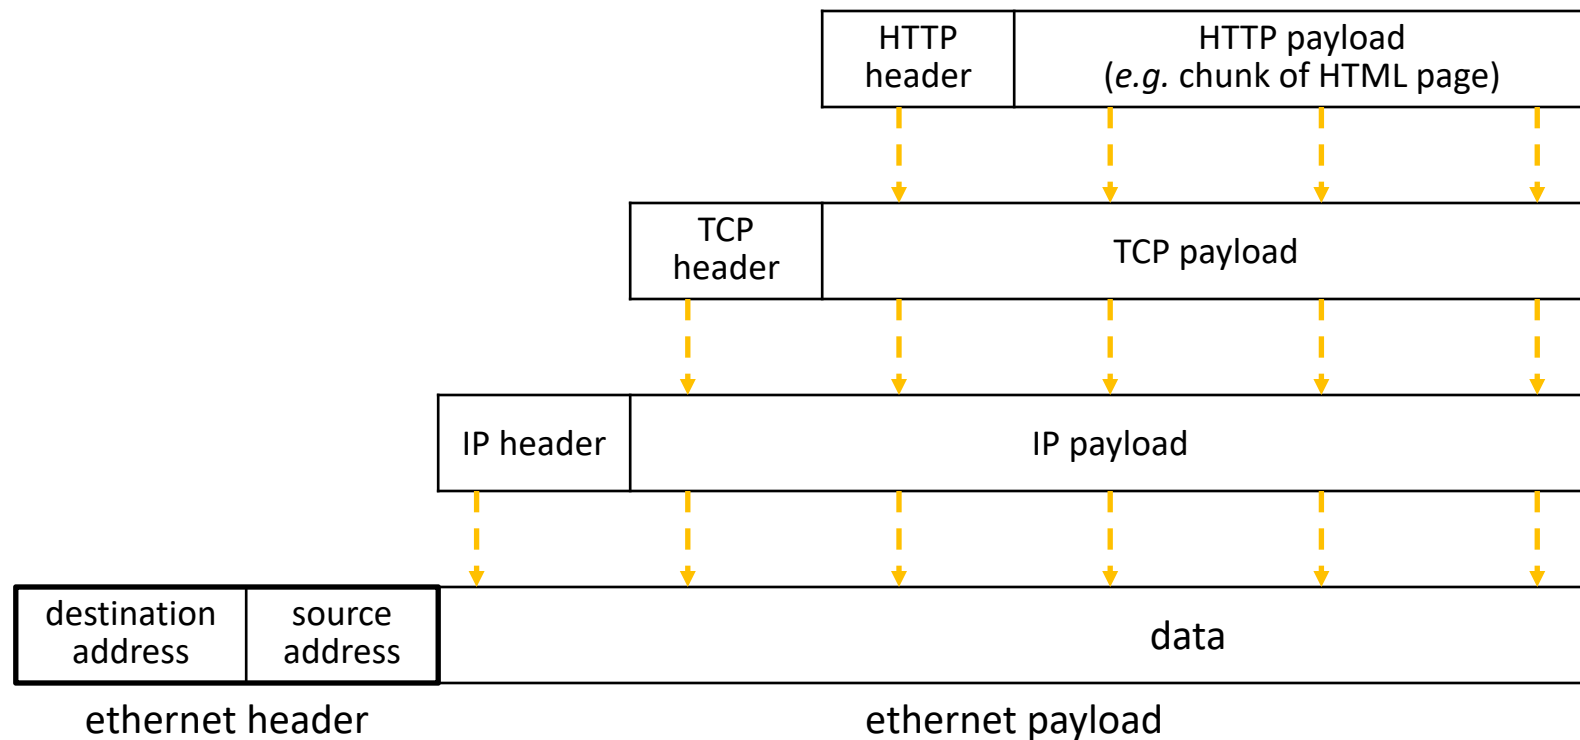 HTTP
header
HTTP payload
(e.g. chunk of HTML page)
TCP
header
TCP payload
IP header
IP payload
destination
address
source
address
data
ethernet header
ethernet payload